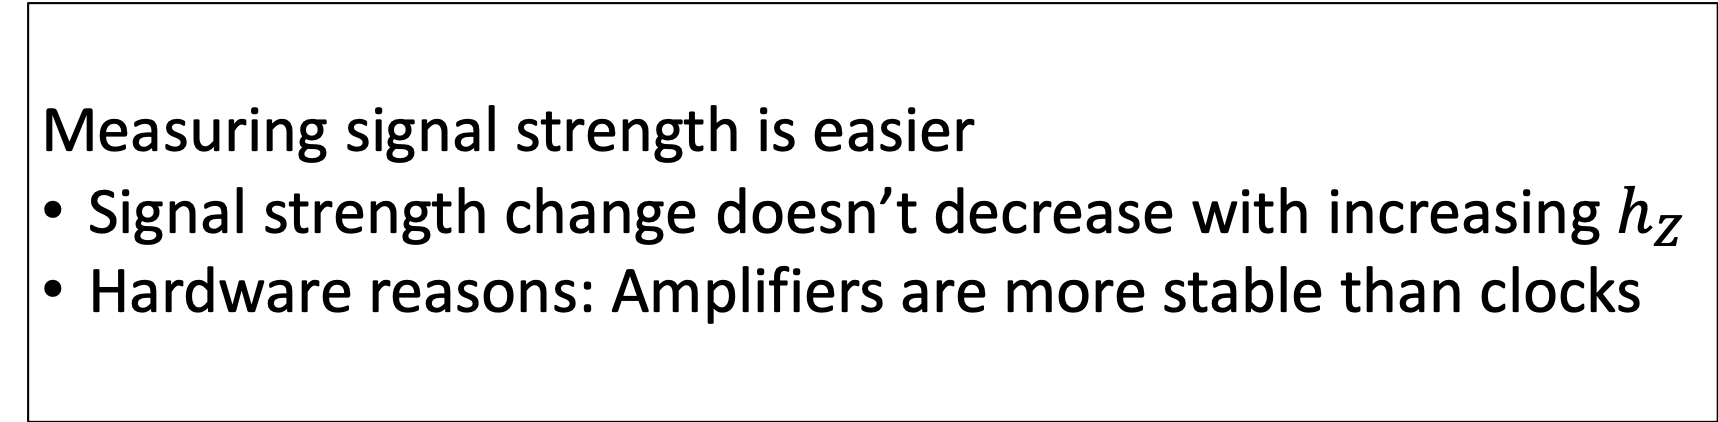 Measuring signal strength is easier
• Signal strength change doesn’t decrease with increasing h_Z
• Hardware reasons: Amplifiers are more stable than clocks